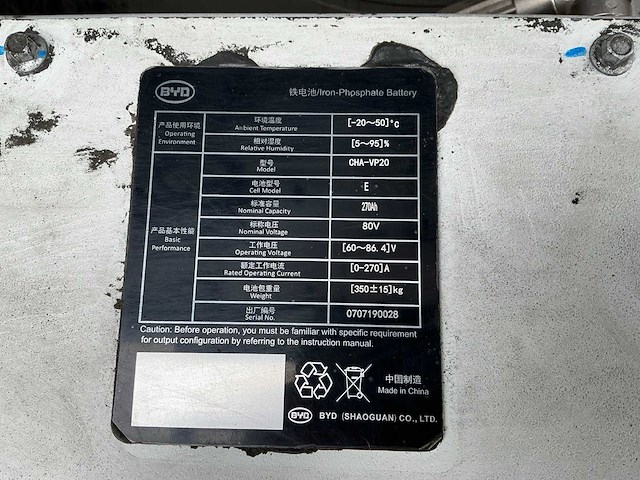 BYD
铁电池/Iron-Phosphate Battery
产品使用环境
Operating
Environment
环境温度
Ambient Temperature
[-20~50]°C
相对湿度
Relative Humidity
[5~95]%
产品基本性能
Basic
Performance
型号
Model
CHA-VP20
电池型号
Cell Model
E
标准容量
Nominal Capacity
270Ah
标称电压
Nominal Voltage
80V
工作电压
Operating Voltage
[60~86.4]V
额定工作电流
Rated Operating Current
[0-270]A
电池包重量
Weight
[350±15]kg
出厂编号
Serial No.
0707190028
Caution: Before operation, you must be familiar with specific requirement
for output configuration by referring to the instruction manual.
中国制造
Made in China
BYD BYD (SHAOGUAN) CO., LTD.